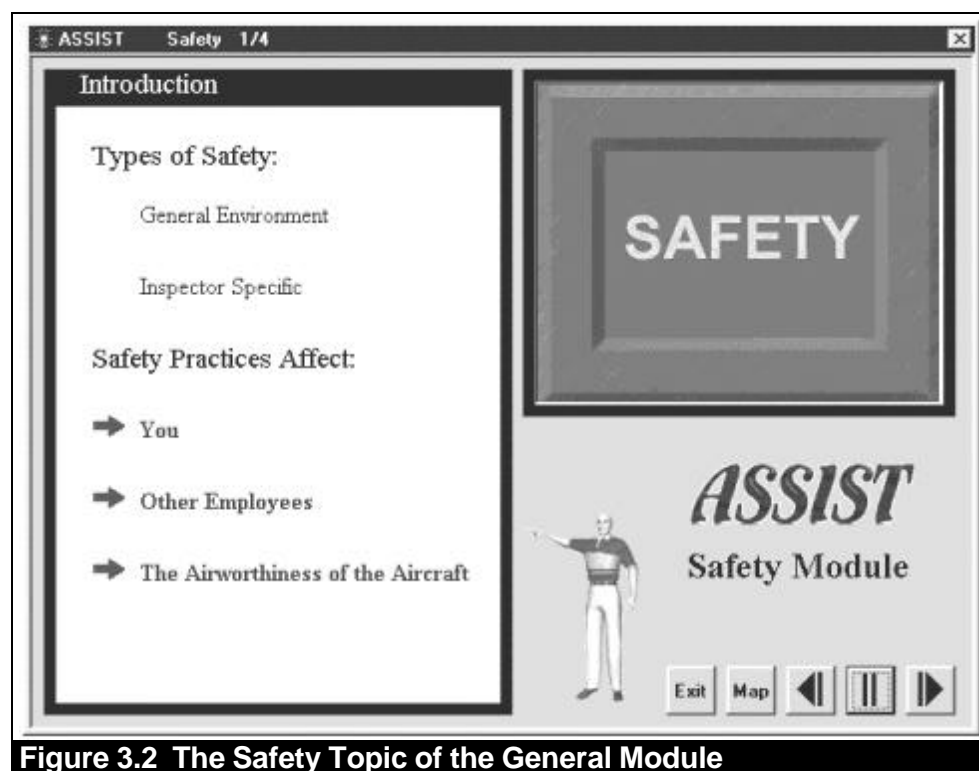 ASSIST Safety 1/4
Introduction
Types of Safety:
General Environment
Inspector Specific
Safety Practices Affect:
You
Other Employees
The Airworthiness of the Aircraft
SAFETY
ASSIST
Safety Module
Exit Map
Figure 3.2 The Safety Topic of the General Module